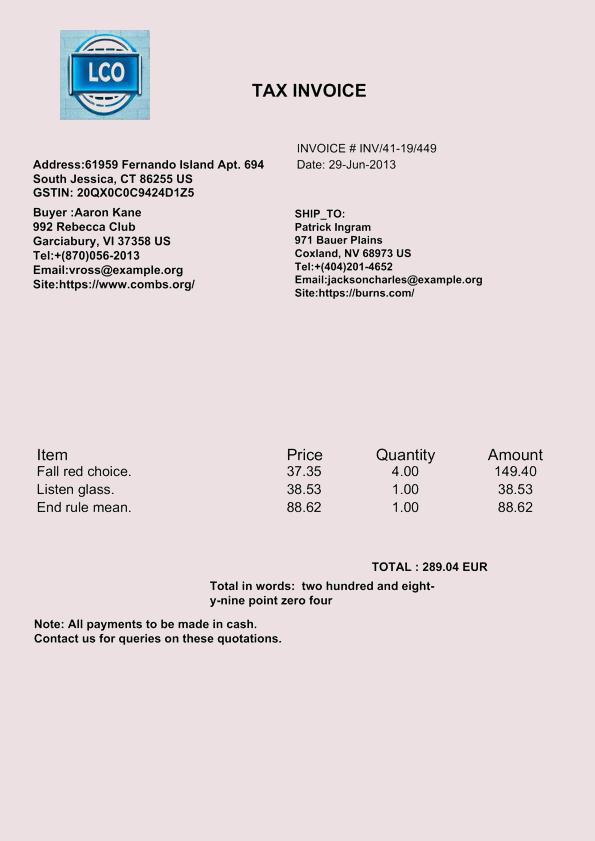 LCO
TAX INVOICE
INVOICE # INV/41-19/449
Date: 29-Jun-2013
Address:61959 Fernando Island Apt. 694
South Jessica, CT 86255 US
GSTIN: 20QX0C0C9424D1Z5
Buyer :Aaron Kane
992 Rebecca Club
Garciabury, VI 37358 US
Tel:+(870)056-2013
Email:vross@example.org
Site:https://www.combs.org/
SHIP_TO:
Patrick Ingram
971 Bauer Plains
Coxland, NV 68973 US
Tel:+(404)201-4652
Email:jacksoncharles@example.org
Site:https://burns.com/
Item Price Quantity Amount
Fall red choice. 37.35 4.00 149.40
Listen glass. 38.53 1.00 38.53
End rule mean. 88.62 1.00 88.62
TOTAL : 289.04 EUR
Total in words: two hundred and eight-
y-nine point zero four
Note: All payments to be made in cash.
Contact us for queries on these quotations.